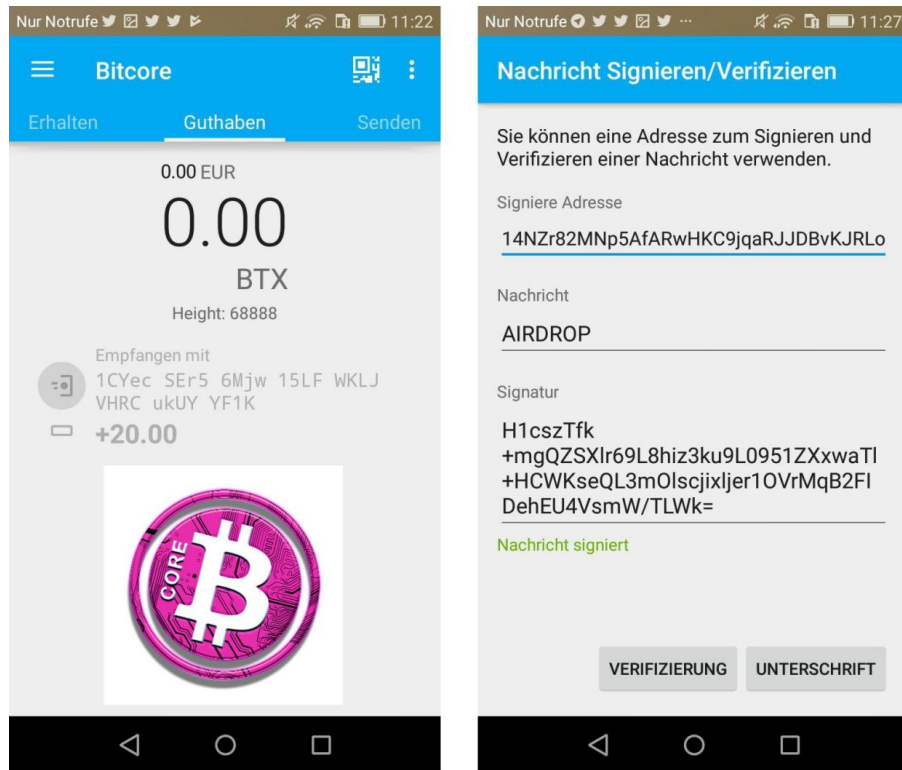 Nur Notrufe
11:22
Bitcore
Erhalten
Guthaben
Senden
0.00 EUR
0.00
BTX
Height: 68888
Empfangen mit
1CYec SEr5 6Mjw 15LF WKLJ
VHRC ukUY YF1K
+20.00
CORE
Nur Notrufe
11:27
Nachricht Signieren/Verifizieren
Sie können eine Adresse zum Signieren und
Verifizieren einer Nachricht verwenden.
Signiere Adresse
14NZr82MNp5AfARwHKC9jqaRJJDBvKJRLo
Nachricht
AIRDROP
Signatur
H1cszTfk
+mgQZSXlr69L8hiz3ku9L0951ZXxwaTl
+HCWKseQL3mOlscjixljer1OVrMqB2FI
DehEU4VsmW/TLWk=
Nachricht signiert
VERIFIZIERUNG
UNTERSCHRIFT